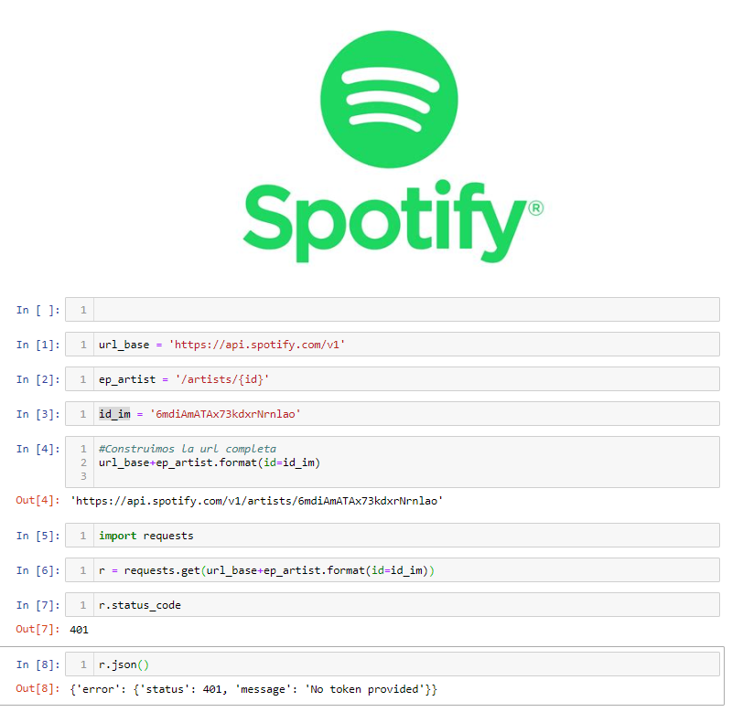 Spotify®
In [ ]: 1
In [1]: 1 url_base = 'https://api.spotify.com/v1'
In [2]: 1 ep_artist = '/artists/{id}'
In [3]: 1 id_im = '6mdiAmATAx73kdxrNrnlao'
In [4]: 1 #Construimos la url completa
2 url_base+ep_artist.format(id=id_im)
3
Out[4]: 'https://api.spotify.com/v1/artists/6mdiAmATAx73kdxrNrnlao'
In [5]: 1 import requests
In [6]: 1 r = requests.get(url_base+ep_artist.format(id=id_im))
In [7]: 1 r.status_code
Out[7]: 401
In [8]: 1 r.json()
Out[8]: {'error': {'status': 401, 'message': 'No token provided'}}